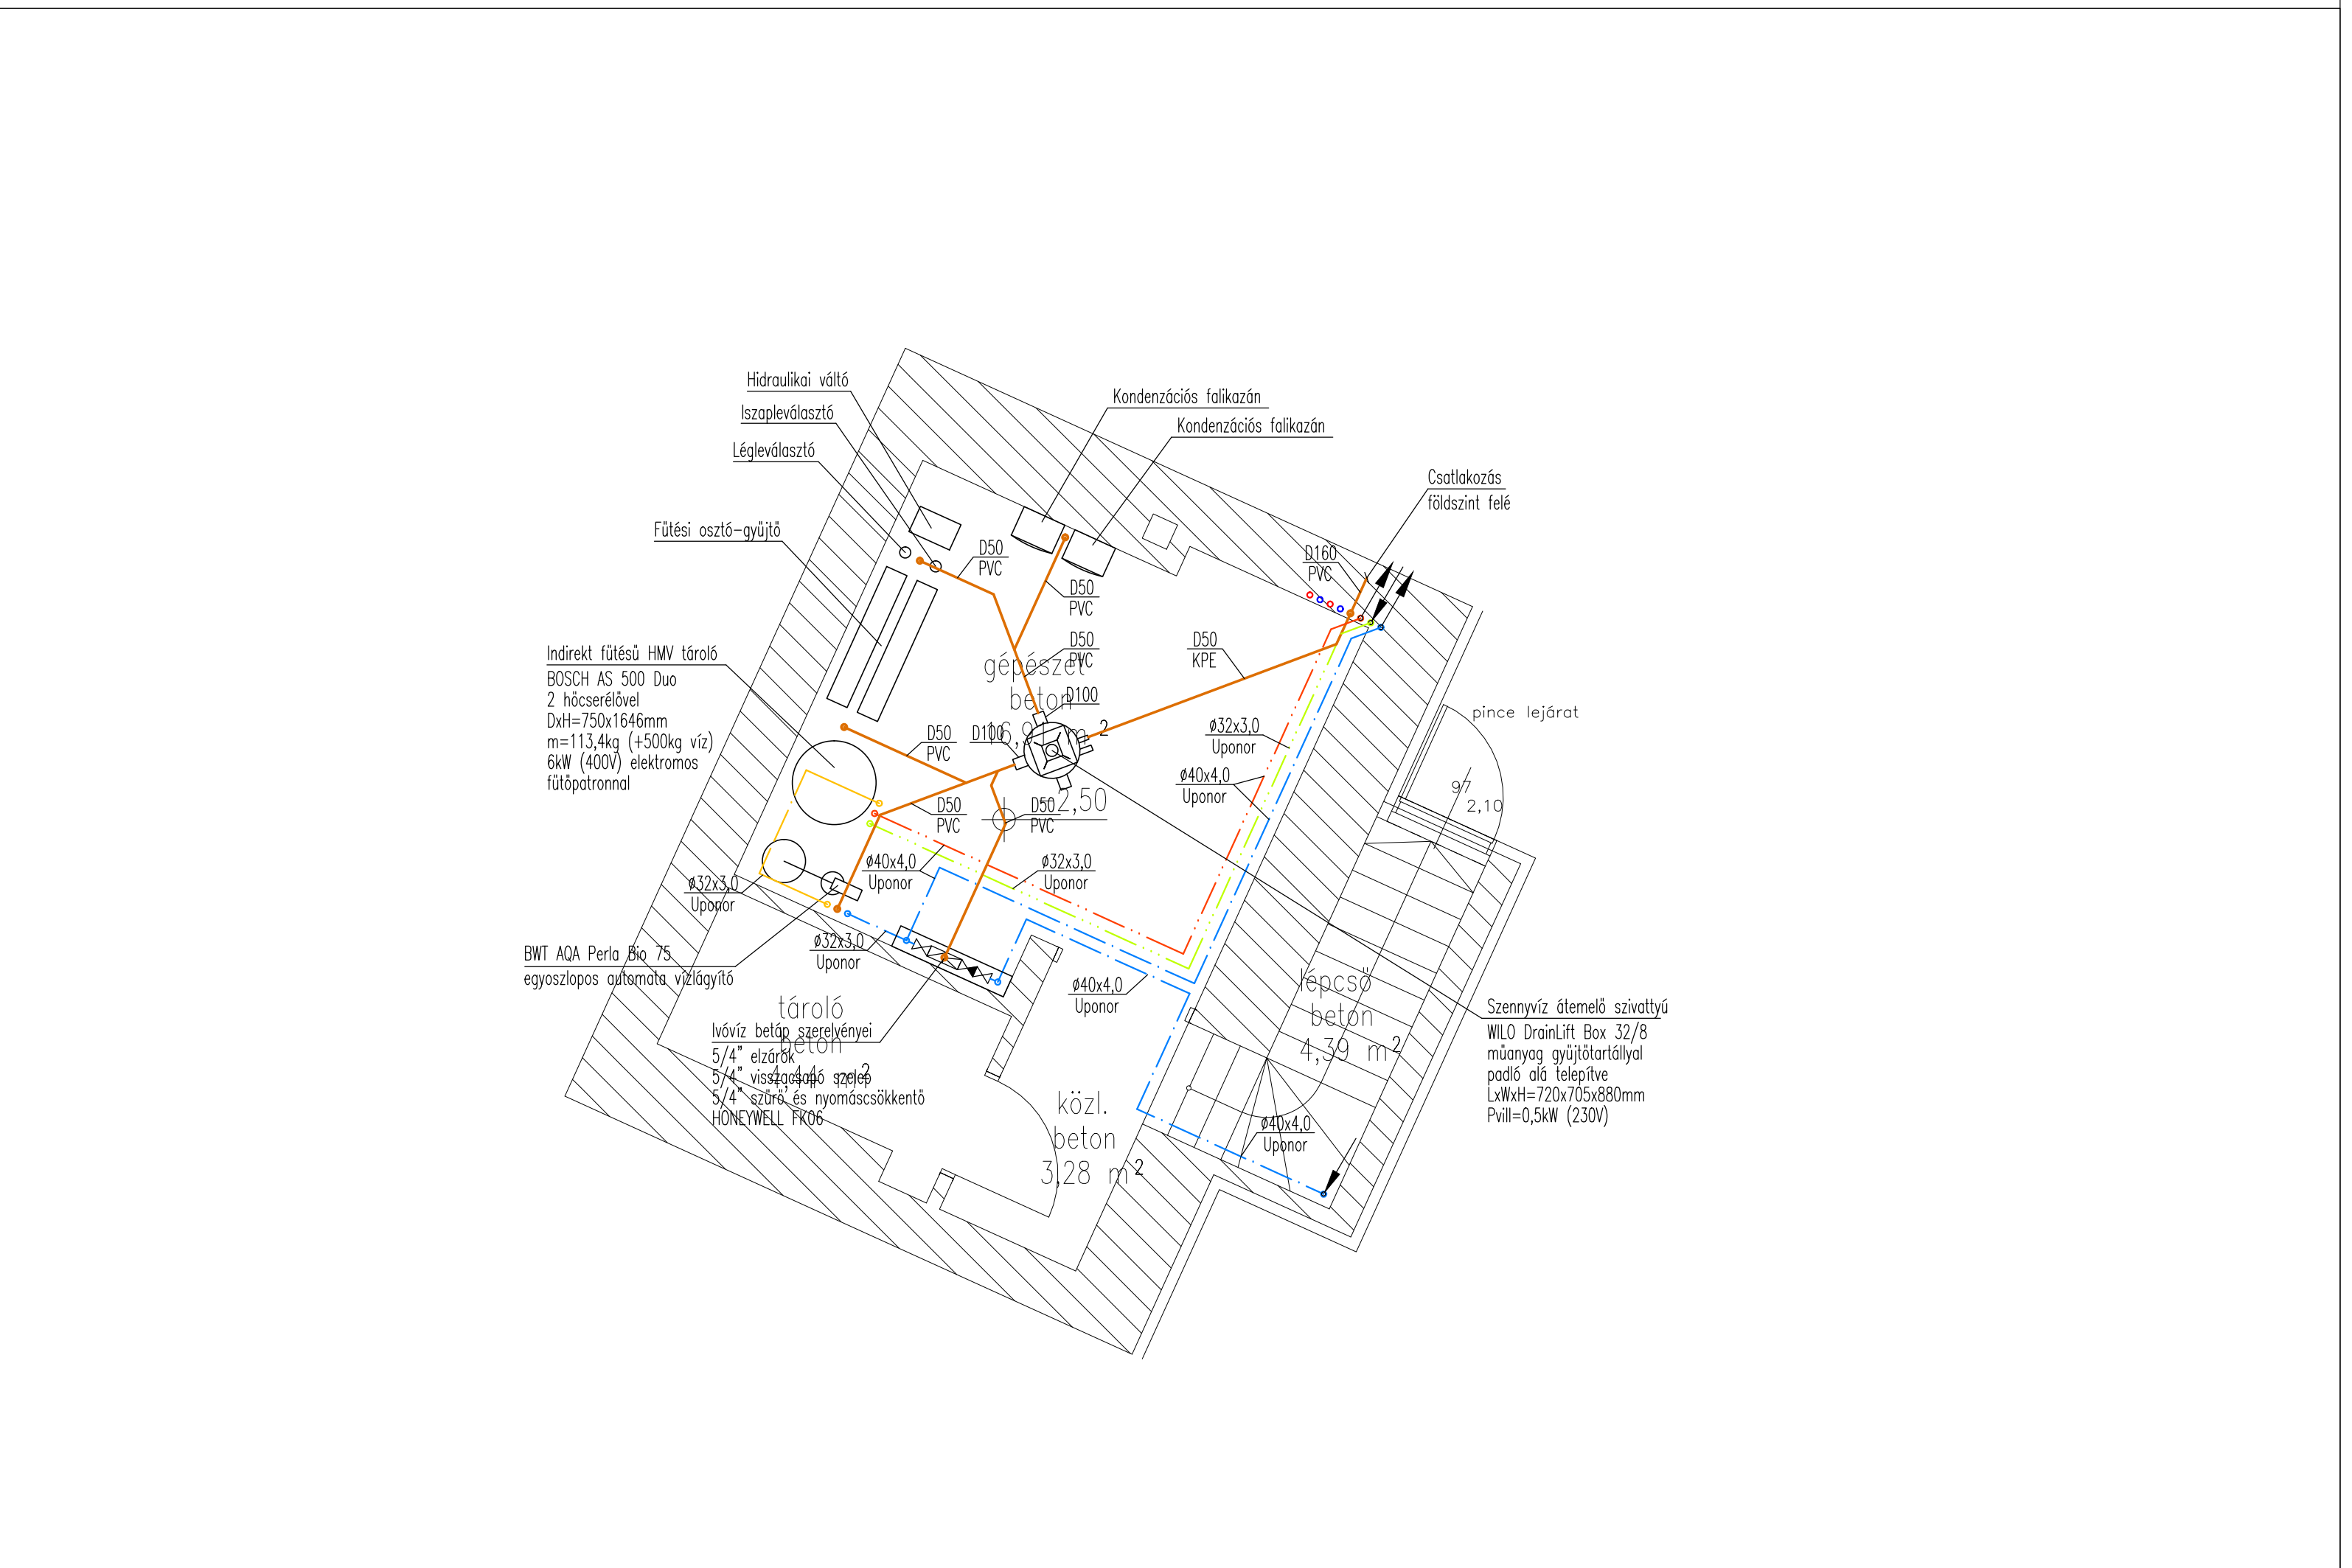 Hidraulikai váltó
Iszapleválasztó
Légleválasztó
Fűtési osztó-gyűjtő
Kondenzációs falikazán
Kondenzációs falikazán
Csatlakozás
földszint felé
D160
PVC
D50
PVC
D50
PVC
D50
PVC
D50
KPE
gépészet
beton
16,91 m²
D100
D50
PVC
D100
Indirekt fűtésű HMV tároló
BOSCH AS 500 Duo
2 hőcserélővel
DxH=750x1646mm
m=113,4kg (+500kg víz)
6kW (400V) elektromos
fűtőpatronnal
pince lejárat
97
2,10
ø32x3,0
Uponor
ø40x4,0
Uponor
-2,50
D50
PVC
D50
PVC
ø40x4,0
Uponor
ø32x3,0
Uponor
ø32x3,0
Uponor
ø32x3,0
Uponor
BWT AQA Perla Bio 75
egyoszlopos automata vízlágyító
ø40x4,0
Uponor
lépcső
beton
4,39 m²
tároló
beton
4,44 m²
Ivóvíz betáp szerelvényei
5/4" elzárók
5/4" visszacsapó szelep
5/4" szűrő és nyomáscsökkentő
HONEYWELL FK06
Szennyvíz átemelő szivattyú
WILO DrainLift Box 32/8
műanyag gyűjtőtartállyal
padló alá telepítve
LxWxH=720x705x880mm
Pvill=0,5kW (230V)
közl.
beton
3,28 m²
ø40x4,0
Uponor